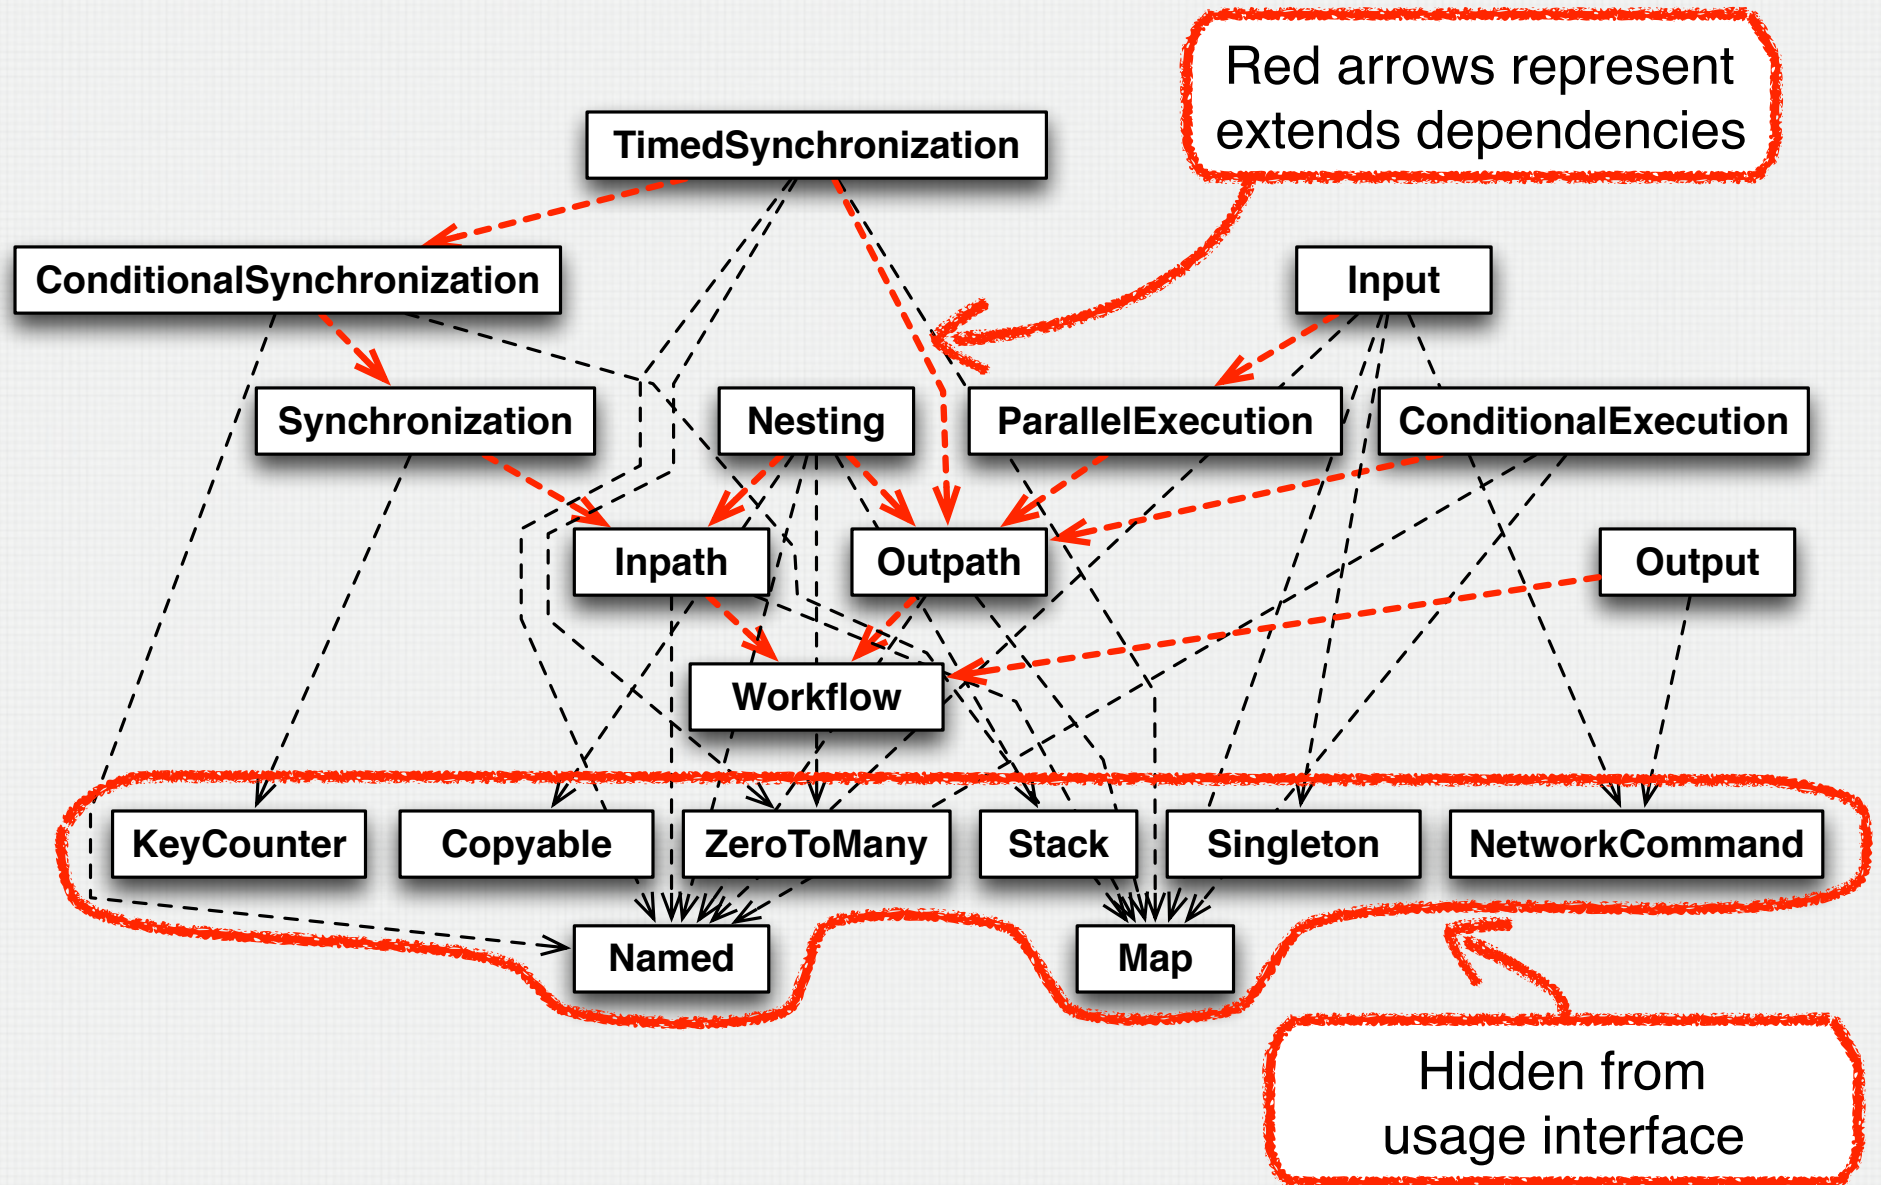 Red arrows represent
extends dependencies
TimedSynchronization
ConditionalSynchronization
Input
Synchronization
Nesting
ParallelExecution
ConditionalExecution
Inpath
Outpath
Output
Workflow
KeyCounter
Copyable
ZeroToMany
Stack
Singleton
NetworkCommand
Named
Map
Hidden from
usage interface